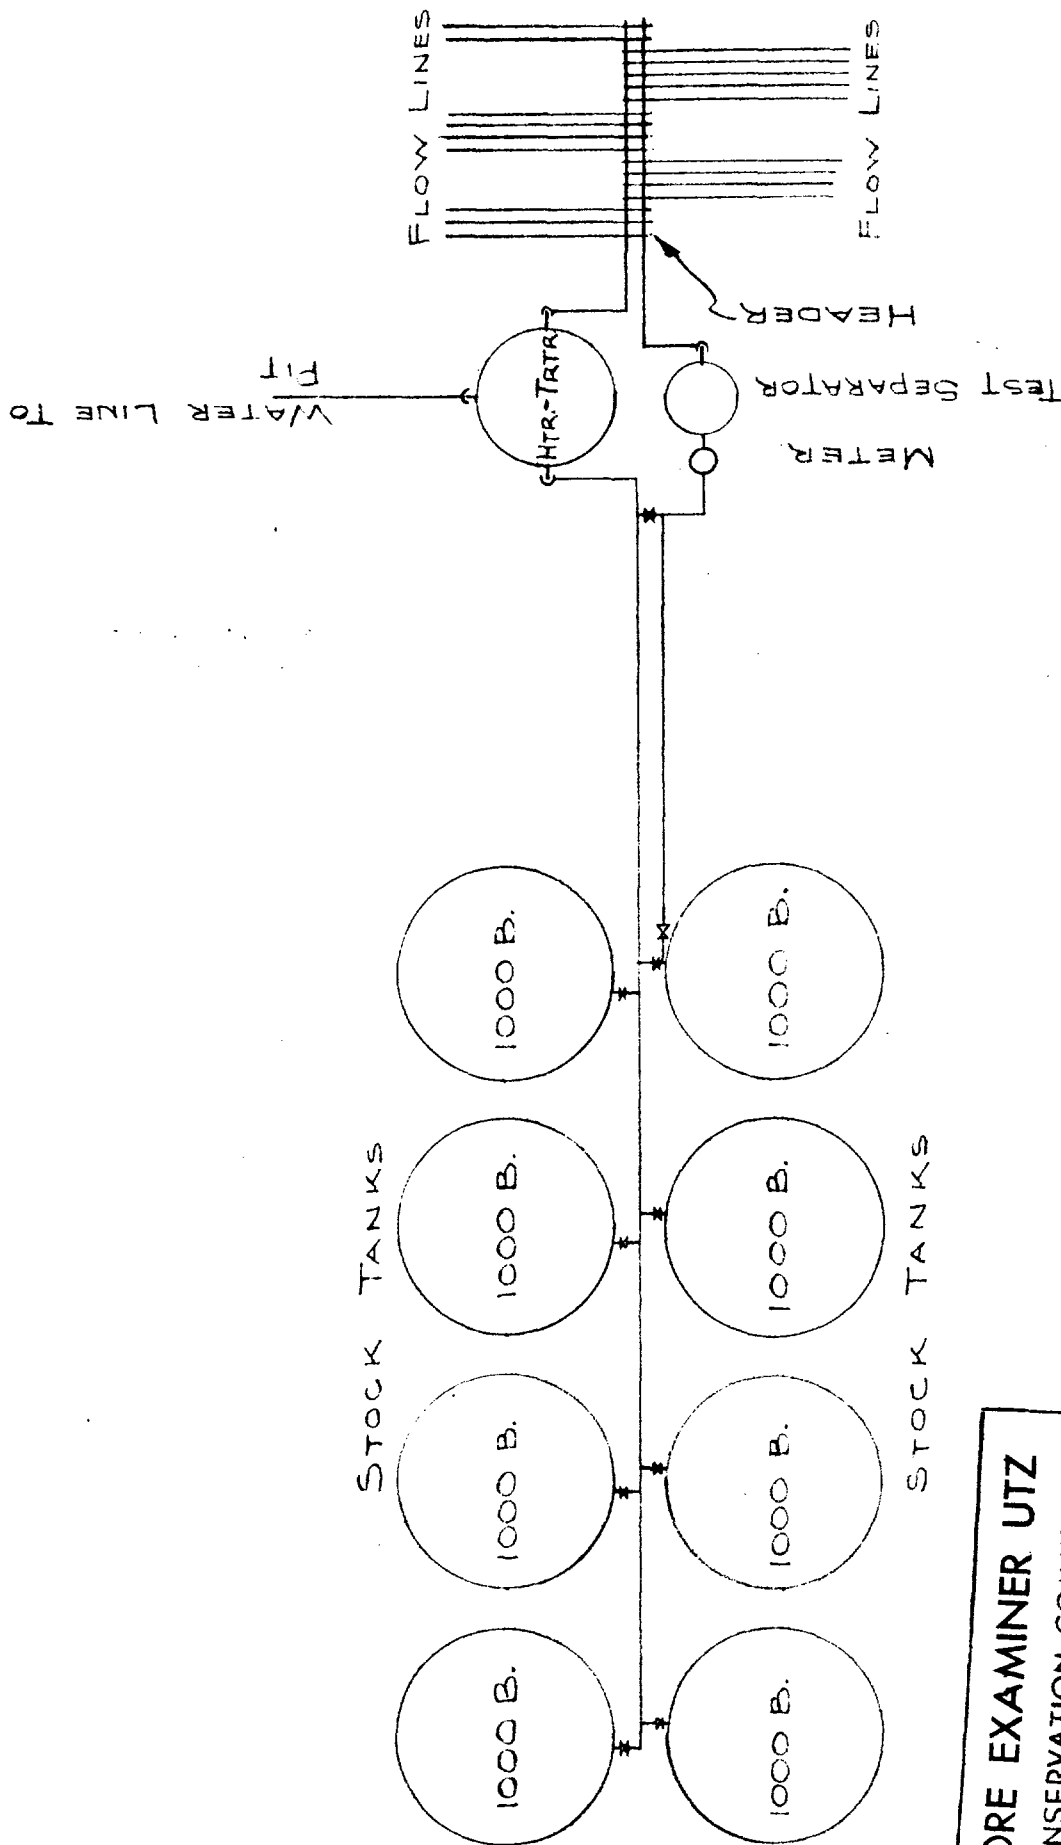 FLOW LINES
FLOW LINES
HEADER
WATER LINE TO
PIT
HTR.-TRTR.
TEST SEPARATOR
METER
STOCK TANKS
1000 B.
1000 B.
1000 B.
1000 B.
1000 B.
1000 B.
1000 B.
1000 B.
STOCK TANKS
ORE EXAMINER UTZ
NSERVATION